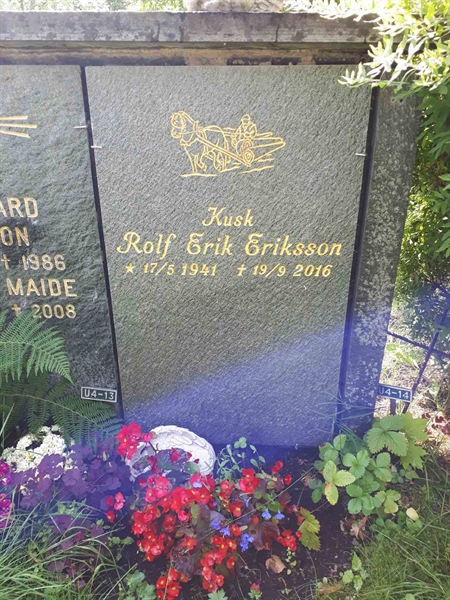 ARD
ON
† 1986
MAIDE
† 2008
U4-13
Kusk
Rolf Erik Eriksson
* 17/5 1941 † 19/9 2016
U4-14